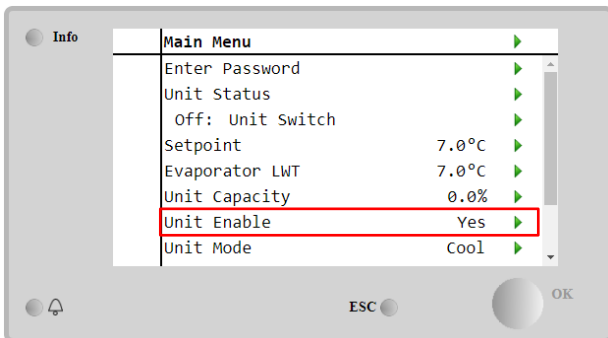 Info
Main Menu
Enter Password
Unit Status
Off: Unit Switch
Setpoint 7.0°C
Evaporator LWT 7.0°C
Unit Capacity 0.0%
Unit Enable Yes
Unit Mode Cool
ESC
OK